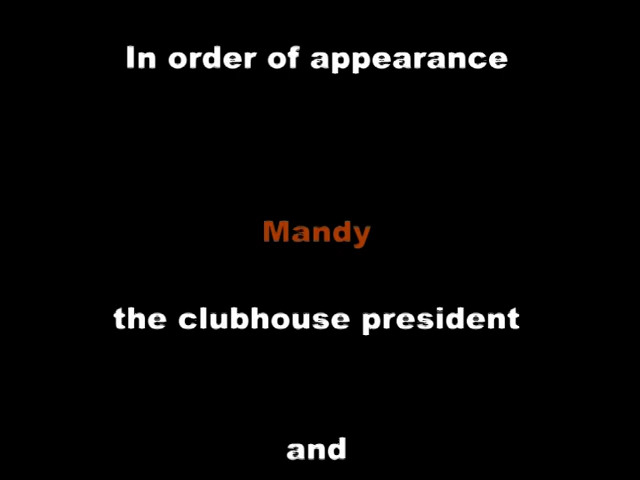 In order of appearance
Mandy
the clubhouse president
and